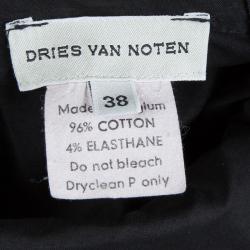 DRIES VAN NOTEN
38
Made
96% COTTON
4% ELASTHANE
Do not bleach
Dryclean P only